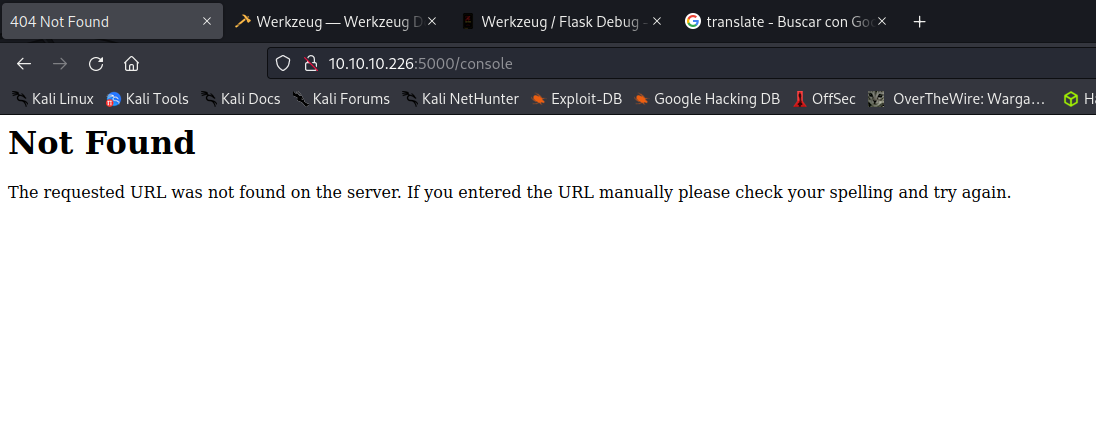 404 Not Found
Werkzeug — Werkzeug D
Werkzeug / Flask Debug -
translate - Buscar con Goo
10.10.10.226:5000/console
Kali Linux Kali Tools Kali Docs Kali Forums Kali NetHunter Exploit-DB Google Hacking DB OffSec OverTheWire: Warga… Ha
Not Found
The requested URL was not found on the server. If you entered the URL manually please check your spelling and try again.